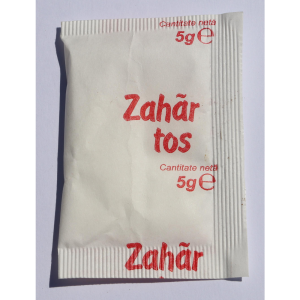 Cantitate netă
5g ℮
Zahăr
tos
Cantitate netă
5g ℮
Zahăr